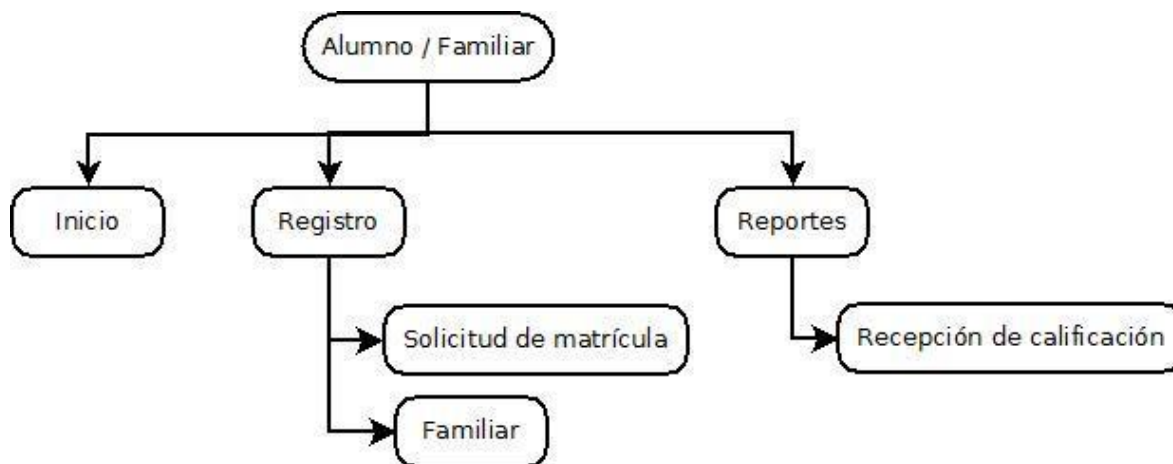 Alumno / Familiar
Inicio
Registro
Reportes
Solicitud de matrícula
Recepción de calificación
Familiar